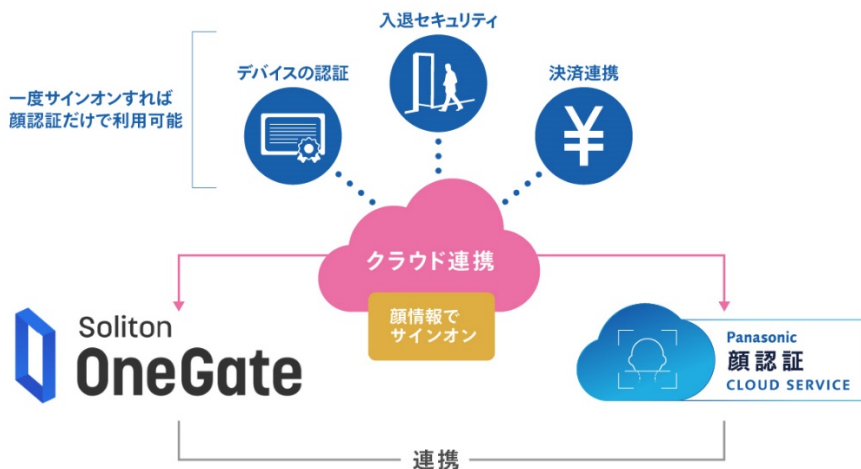 入退セキュリティ
デバイスの認証
決済連携
一度サインオンすれば
顔認証だけで利用可能
¥
クラウド連携
顔情報で
サインオン
Soliton
OneGate
Panasonic
顔認証
CLOUD SERVICE
連携